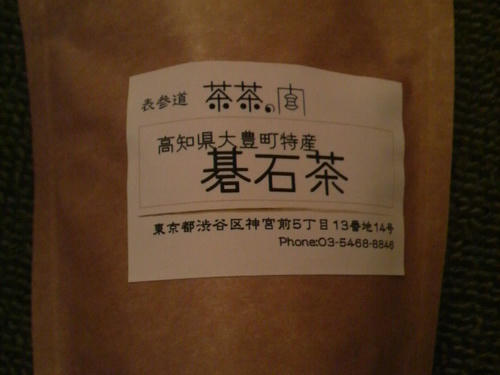 表参道 茶茶。宮
高知県大豊町特産
碁石茶
東京都渋谷区神宮前5丁目13番地14号
Phone:03-5468-8846